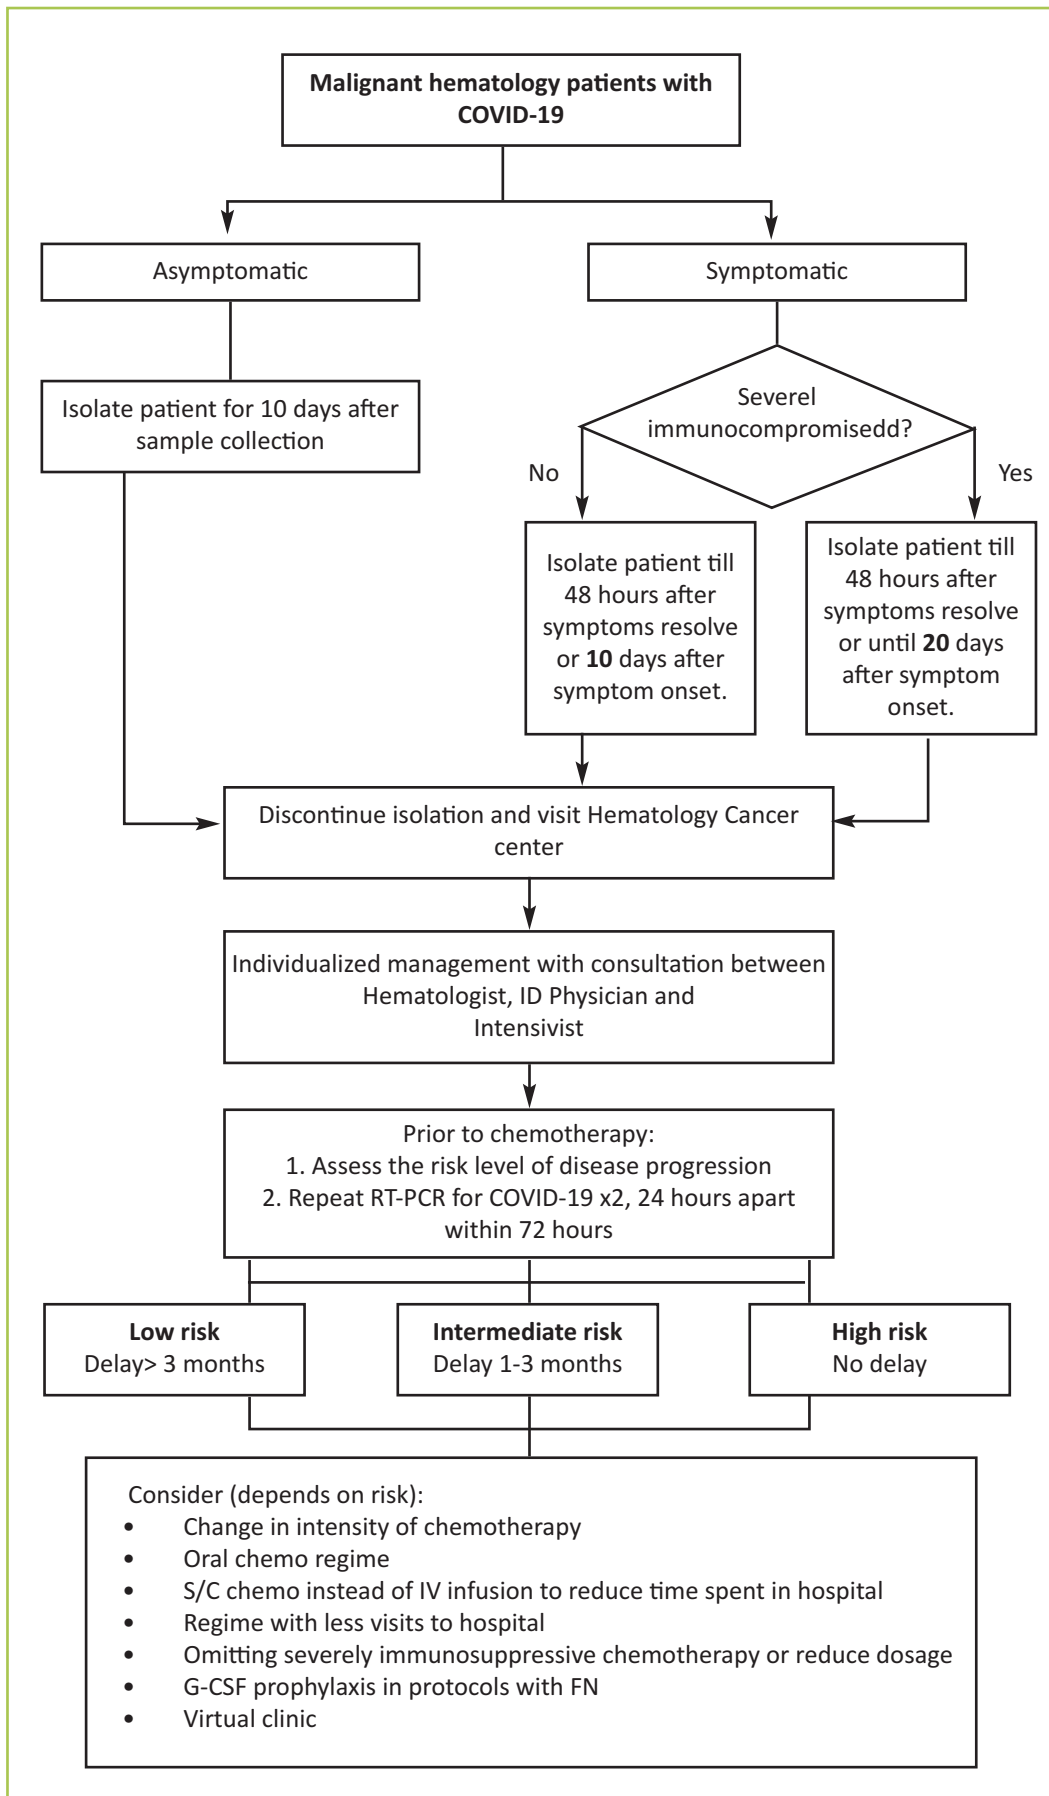 Malignant hematology patients with
COVID-19
Asymptomatic
Symptomatic
Isolate patient for 10 days after
sample collection
Severel
immunocompromisedd?
No
Yes
Isolate patient till
48 hours after
symptoms resolve
or 10 days after
symptom onset.
Isolate patient till
48 hours after
symptoms resolve
or until 20 days
after symptom
onset.
Discontinue isolation and visit Hematology Cancer
center
Individualized management with consultation between
Hematologist, ID Physician and
Intensivist
Prior to chemotherapy:
1. Assess the risk level of disease progression
2. Repeat RT-PCR for COVID-19 x2, 24 hours apart
within 72 hours
Low risk
Delay> 3 months
Intermediate risk
Delay 1-3 months
High risk
No delay
Consider (depends on risk):
• Change in intensity of chemotherapy
• Oral chemo regime
• S/C chemo instead of IV infusion to reduce time spent in hospital
• Regime with less visits to hospital
• Omitting severely immunosuppressive chemotherapy or reduce dosage
• G-CSF prophylaxis in protocols with FN
• Virtual clinic